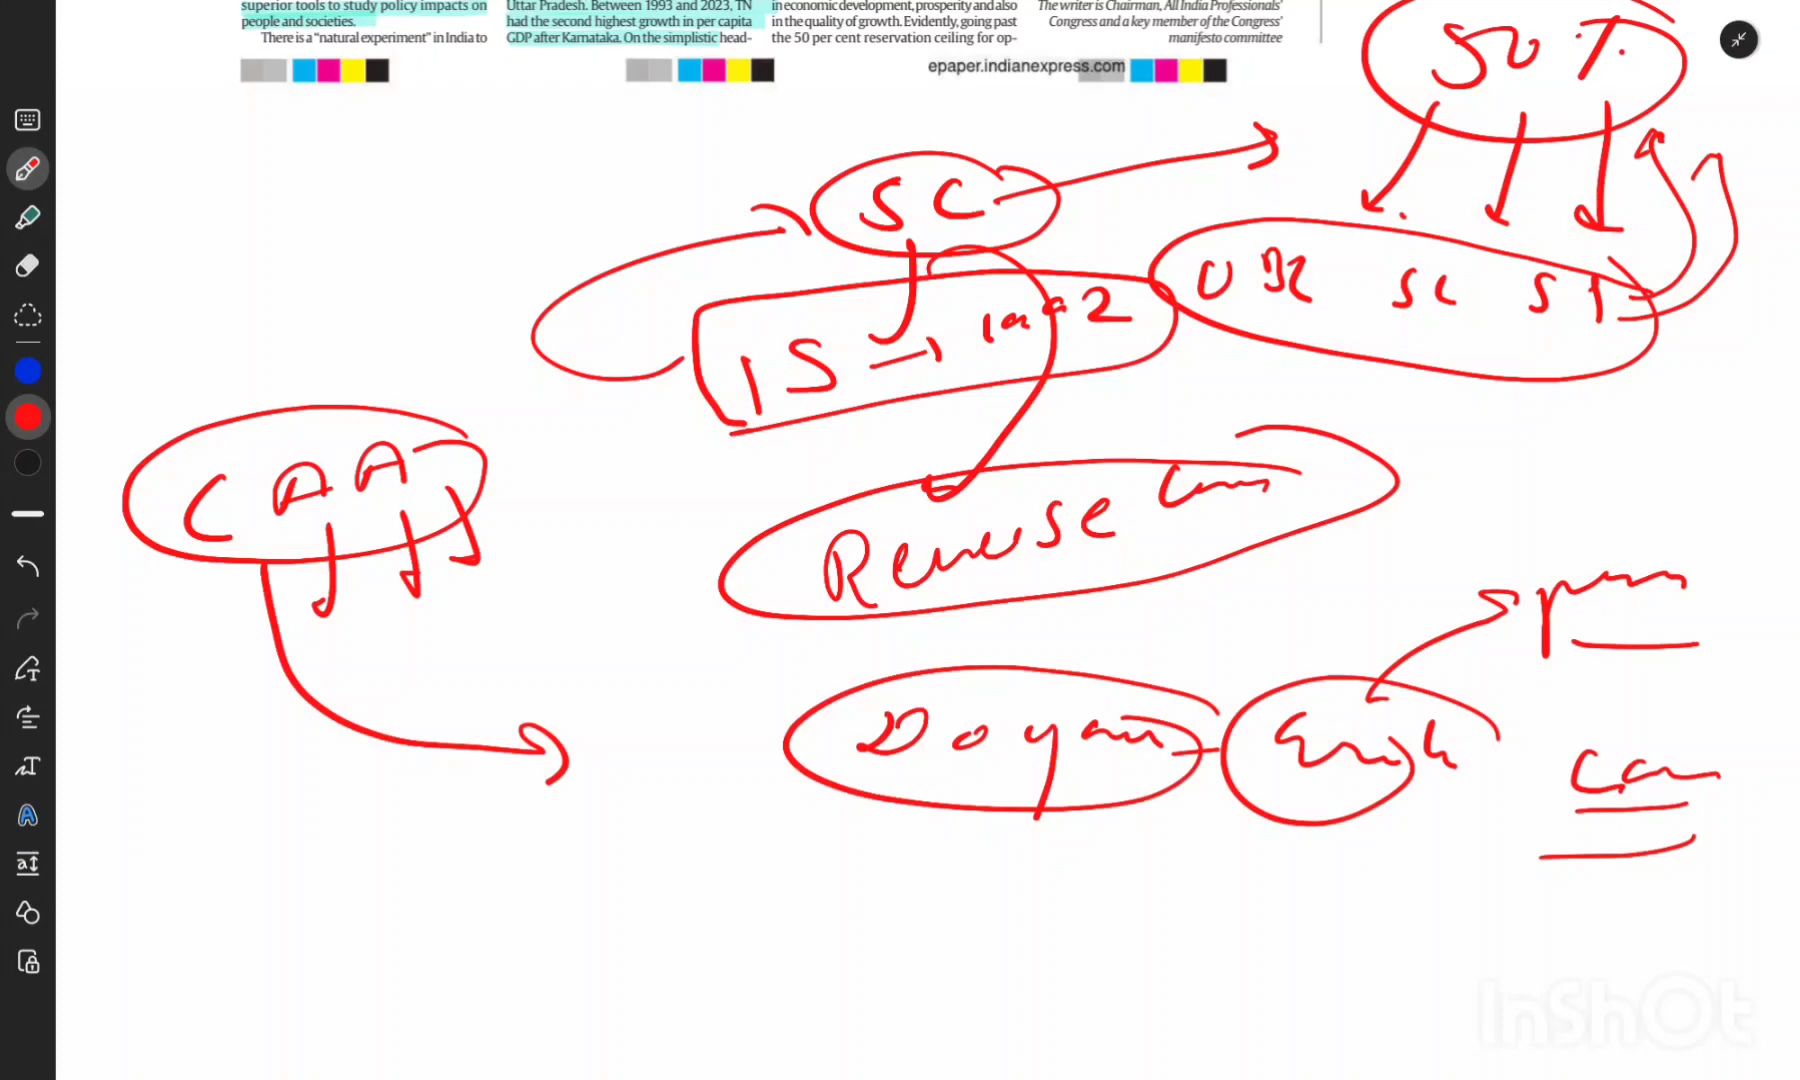 superior tools to study policy impacts on
people and societies.
There is a "natural experiment" in India to
Uttar Pradesh. Between 1993 and 2023, TN
had the second highest growth in per capita
GDP after Karnataka. On the simplistic head-
in economic development, prosperity and also
in the quality of growth. Evidently, going past
the 50 per cent reservation ceiling for op-
The writer is Chairman, All India Professionals'
Congress and a key member of the Congress'
manifesto committee
epaper.indianexpress.com
50 %
SC
OBC SC ST
15 → 2
CAA
Reverse
Doyan
InShOt